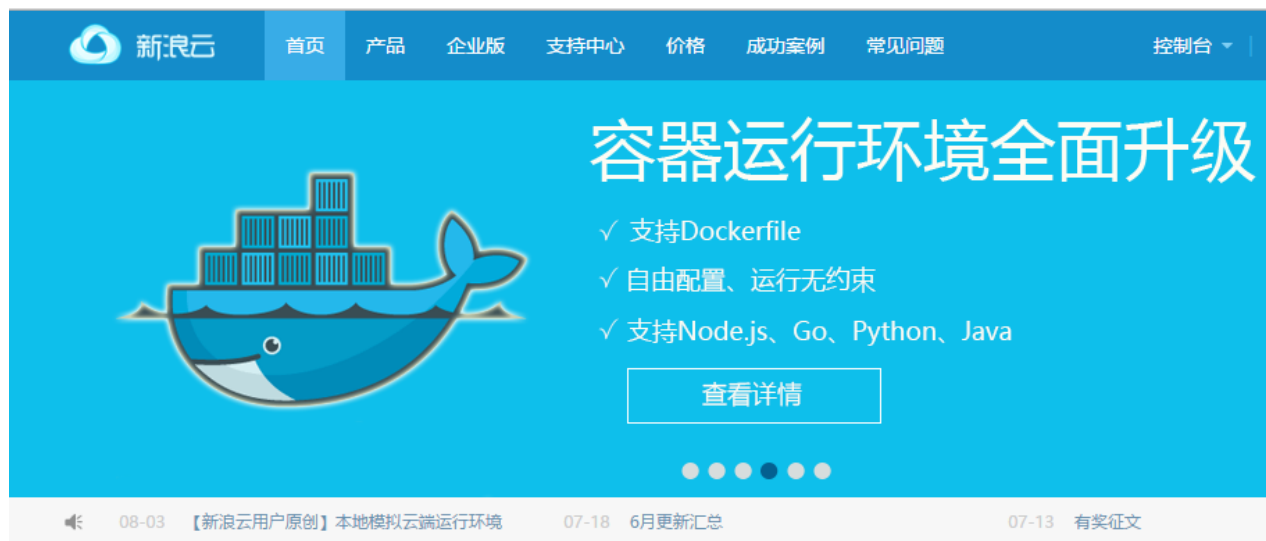 新浪云 首页 产品 企业版 支持中心 价格 成功案例 常见问题 控制台
容器运行环境全面升级
✓ 支持Dockerfile
✓ 自由配置、运行无约束
✓ 支持Node.js、Go、Python、Java
查看详情
08-03 【新浪云用户原创】本地模拟云端运行环境 07-18 6月更新汇总 07-13 有奖征文